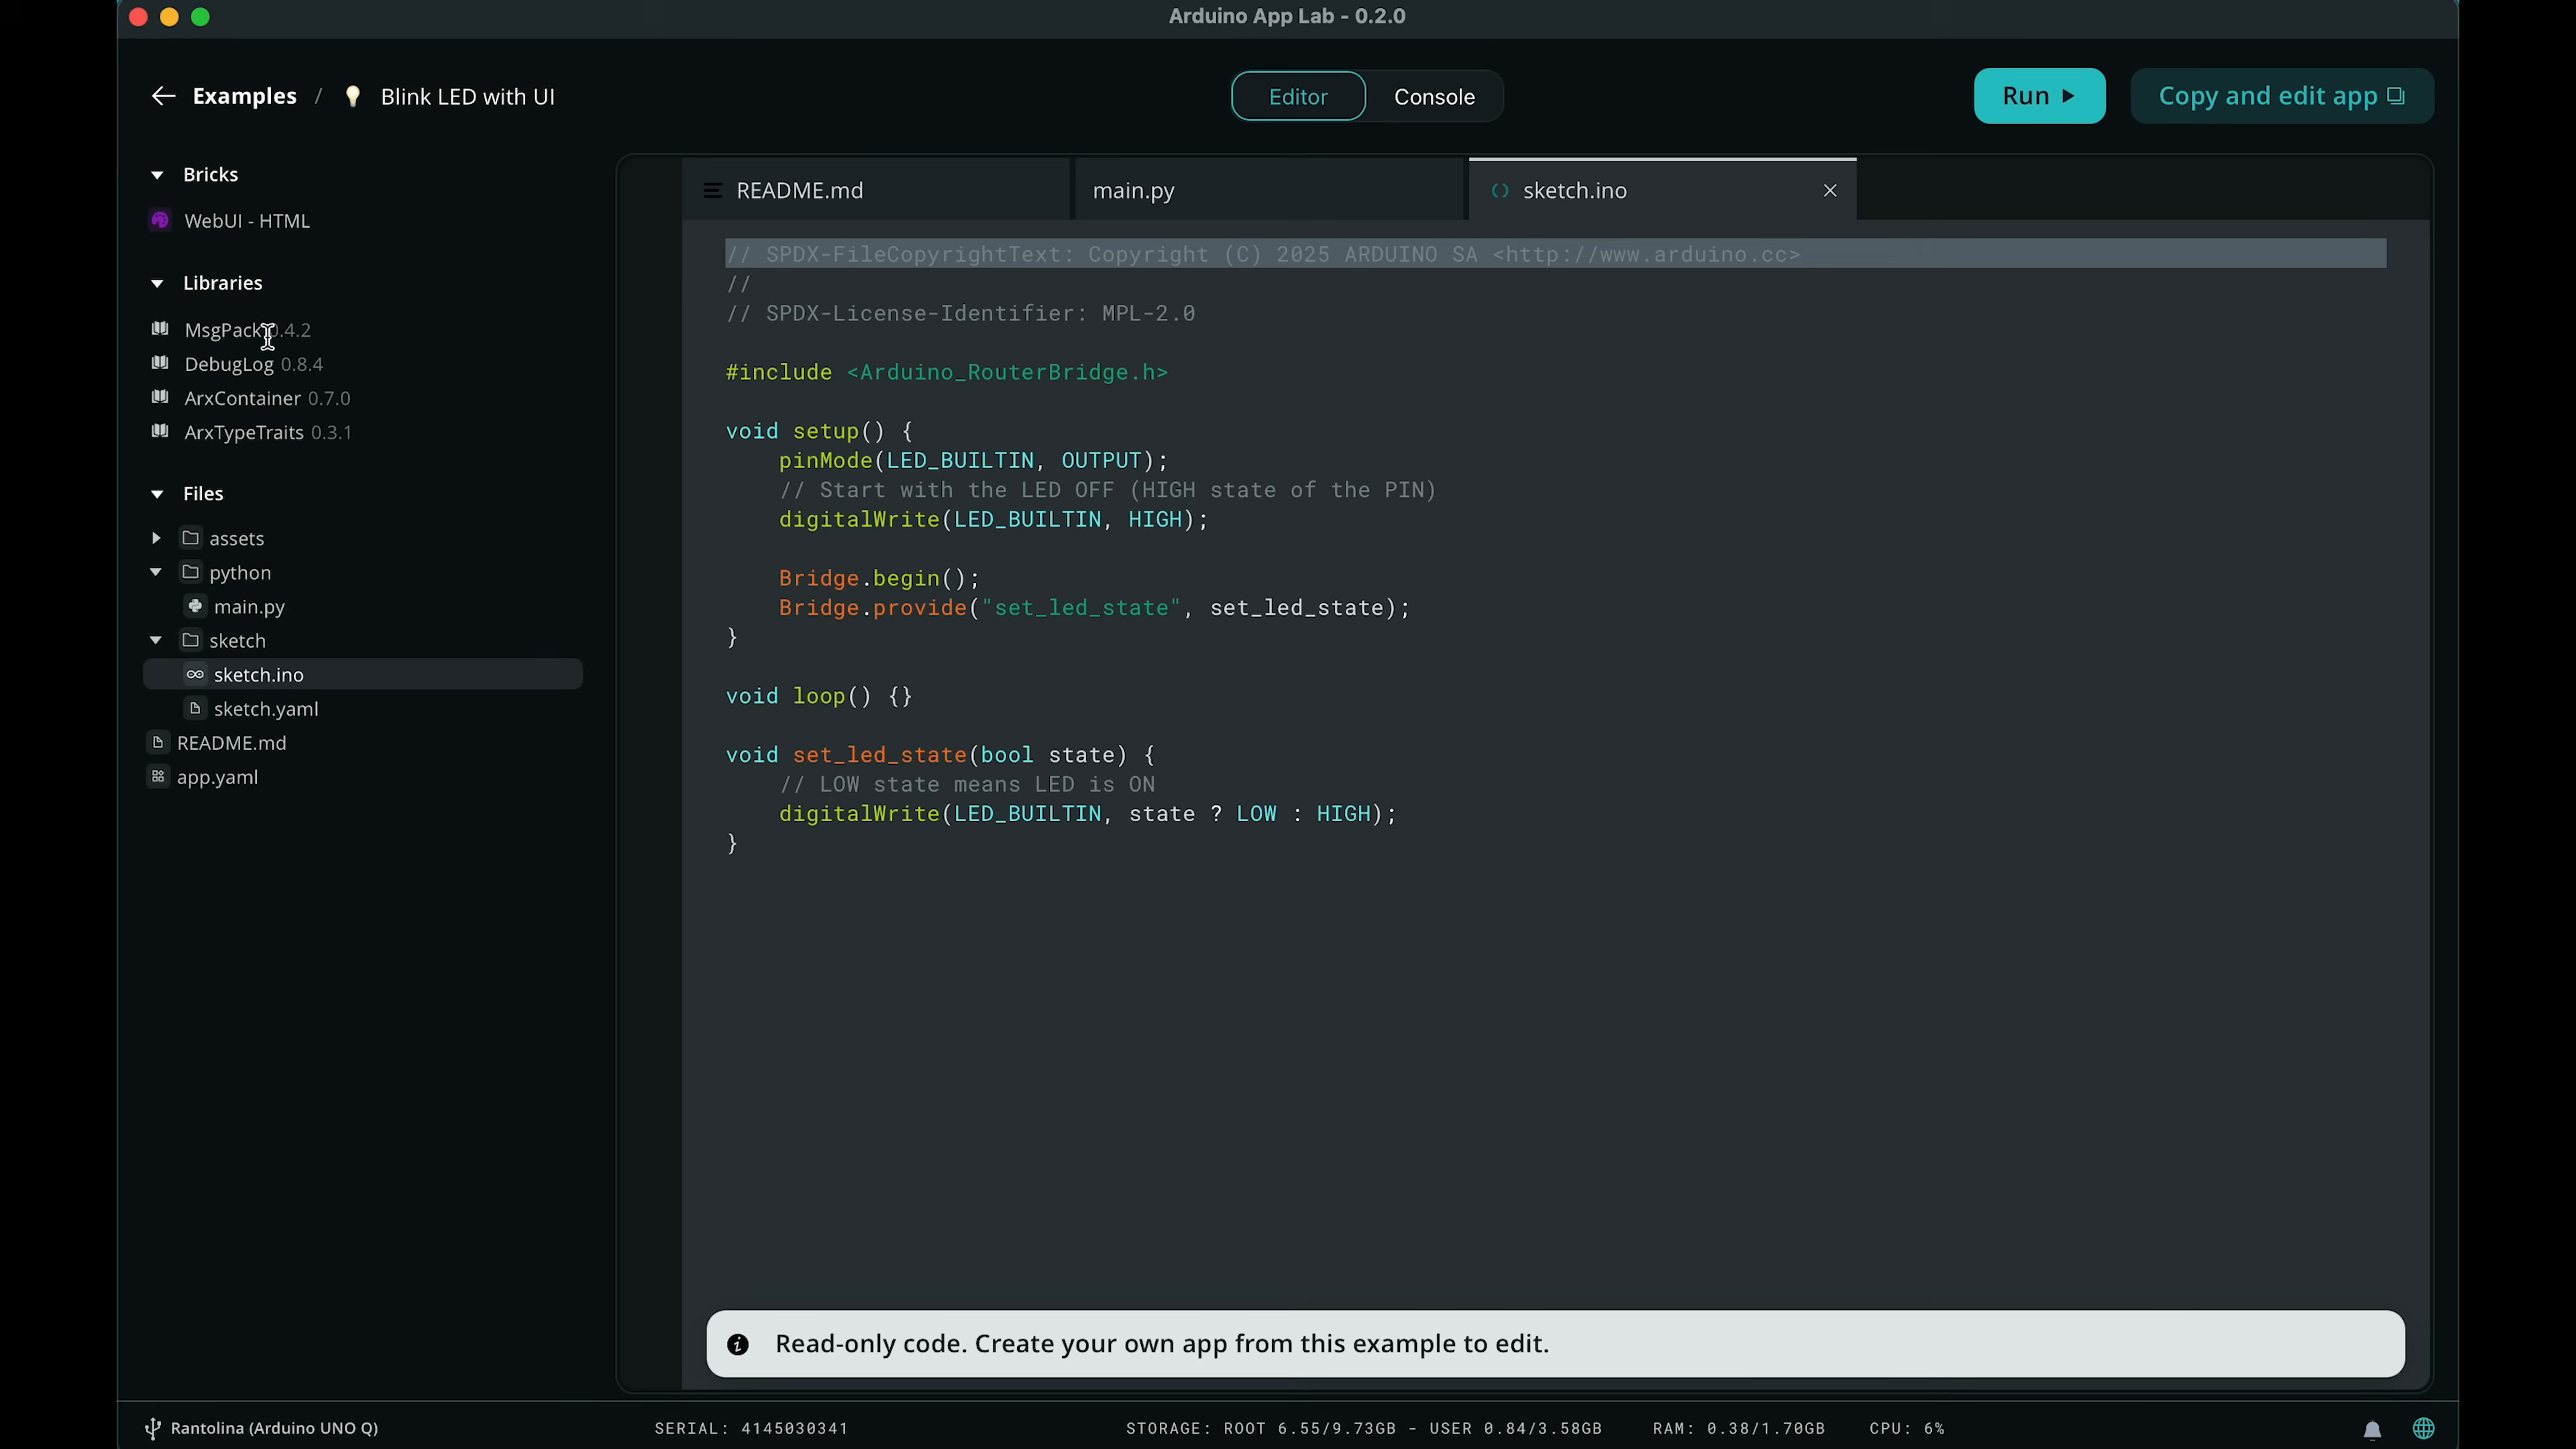 Arduino App Lab - 0.2.0
Examples / Blink LED with UI
Editor
Console
Run
Copy and edit app
Bricks
WebUI - HTML
Libraries
MsgPack 0.4.2
DebugLog 0.8.4
ArxContainer 0.7.0
ArxTypeTraits 0.3.1
Files
assets
python
main.py
sketch
sketch.ino
sketch.yaml
README.md
app.yaml
README.md
main.py
sketch.ino
// SPDX-FileCopyrightText: Copyright (C) 2025 ARDUINO SA <http://www.arduino.cc>
//
// SPDX-License-Identifier: MPL-2.0
#include <Arduino_RouterBridge.h>
void setup() {
    pinMode(LED_BUILTIN, OUTPUT);
    // Start with the LED OFF (HIGH state of the PIN)
    digitalWrite(LED_BUILTIN, HIGH);
    Bridge.begin();
    Bridge.provide("set_led_state", set_led_state);
}
void loop() {}
void set_led_state(bool state) {
    // LOW state means LED is ON
    digitalWrite(LED_BUILTIN, state ? LOW : HIGH);
}
Read-only code. Create your own app from this example to edit.
Rantolina (Arduino UNO Q)
SERIAL: 4145030341
STORAGE: ROOT 6.55/9.73GB - USER 0.84/3.58GB
RAM: 0.38/1.70GB
CPU: 6%